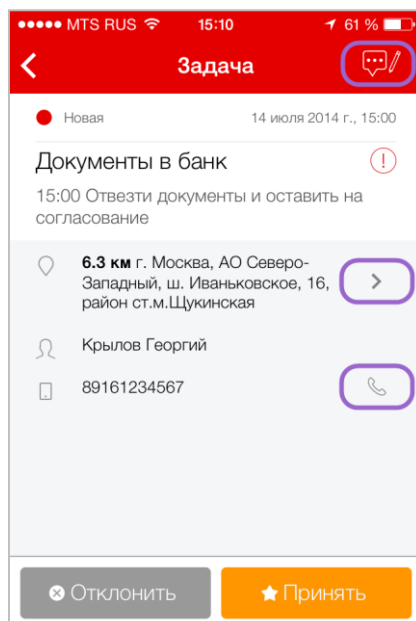 MTS RUS 15:10 61 %
Задача
Новая 14 июля 2014 г., 15:00
Документы в банк
15:00 Отвезти документы и оставить на
согласование
6.3 км г. Москва, АО Северо-
Западный, ш. Иваньковское, 16,
район ст.м.Щукинская
Крылов Георгий
89161234567
Отклонить Принять